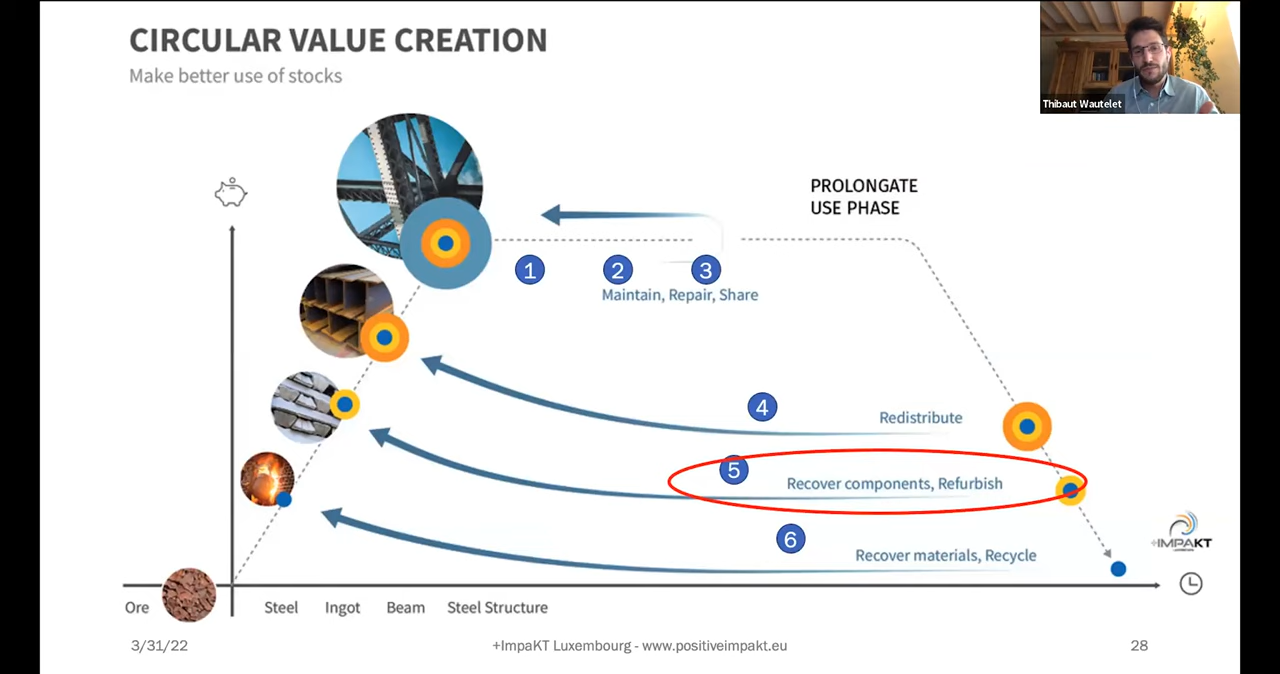 CIRCULAR VALUE CREATION
Make better use of stocks
Thibaut Wautelet
PROLONGATE
USE PHASE
1
2
3
Maintain, Repair, Share
4
Redistribute
5
Recover components, Refurbish
6
Recover materials, Recycle
+IMPAKT
Ore
Steel
Ingot
Beam
Steel Structure
3/31/22
+ImpaKT Luxembourg - www.positiveimpakt.eu
28